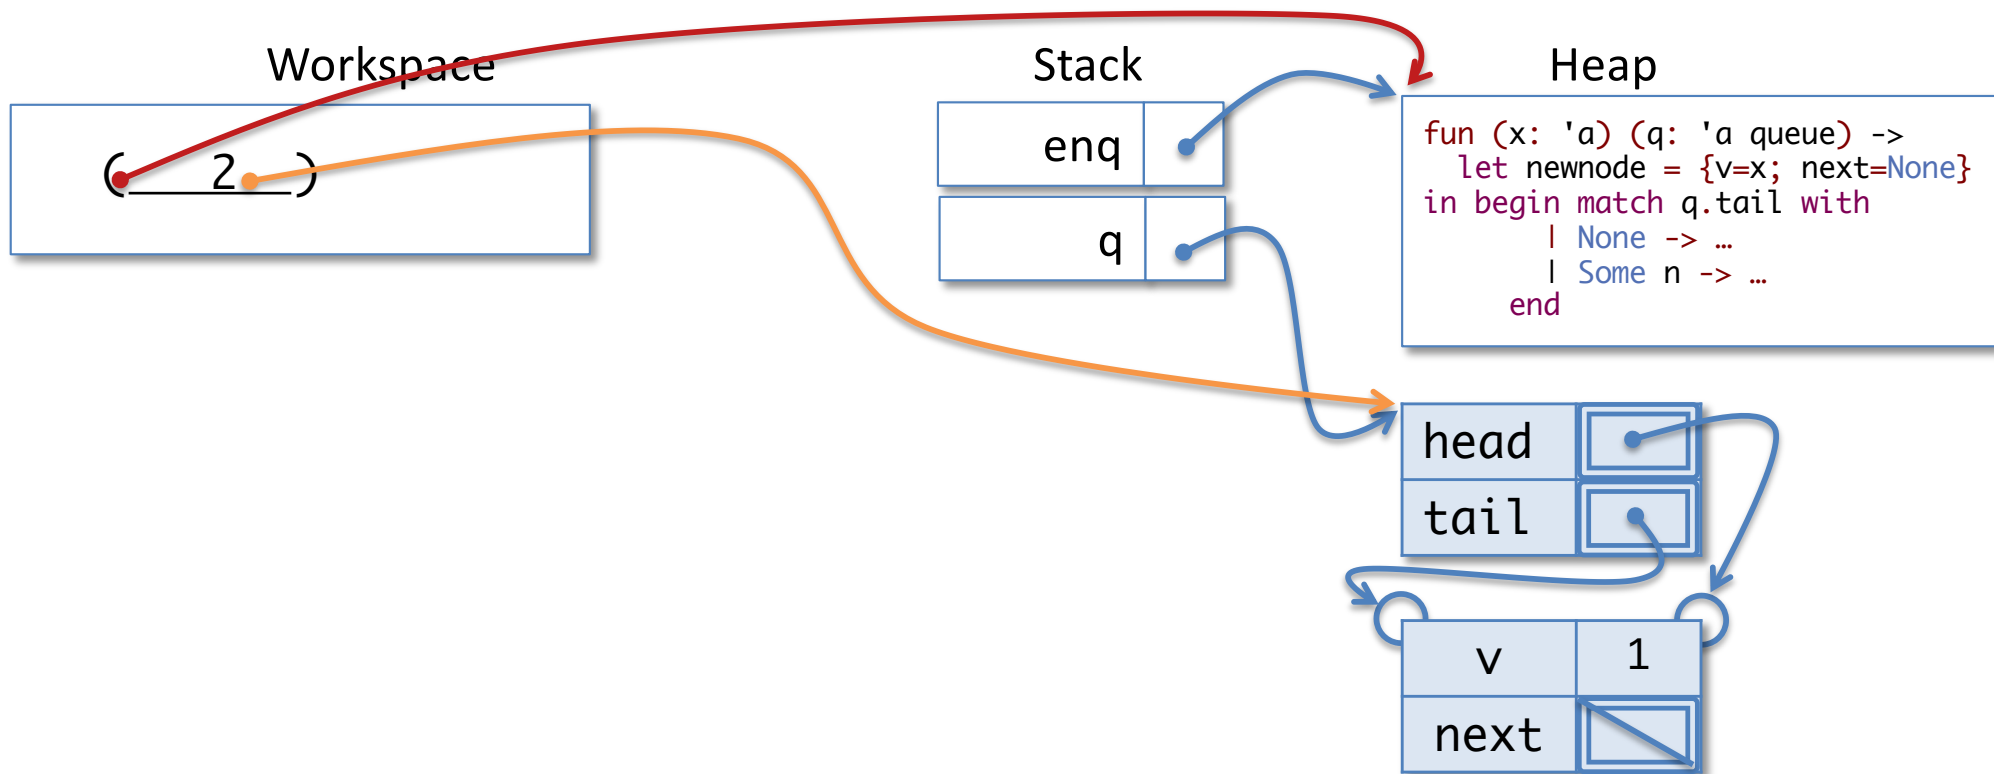 Workspace
Stack
Heap
( 2 )
enq
q
fun (x: 'a) (q: 'a queue) ->
let newnode = {v=x; next=None}
in begin match q.tail with
| None -> …
| Some n -> …
end
head
tail
v 1
next